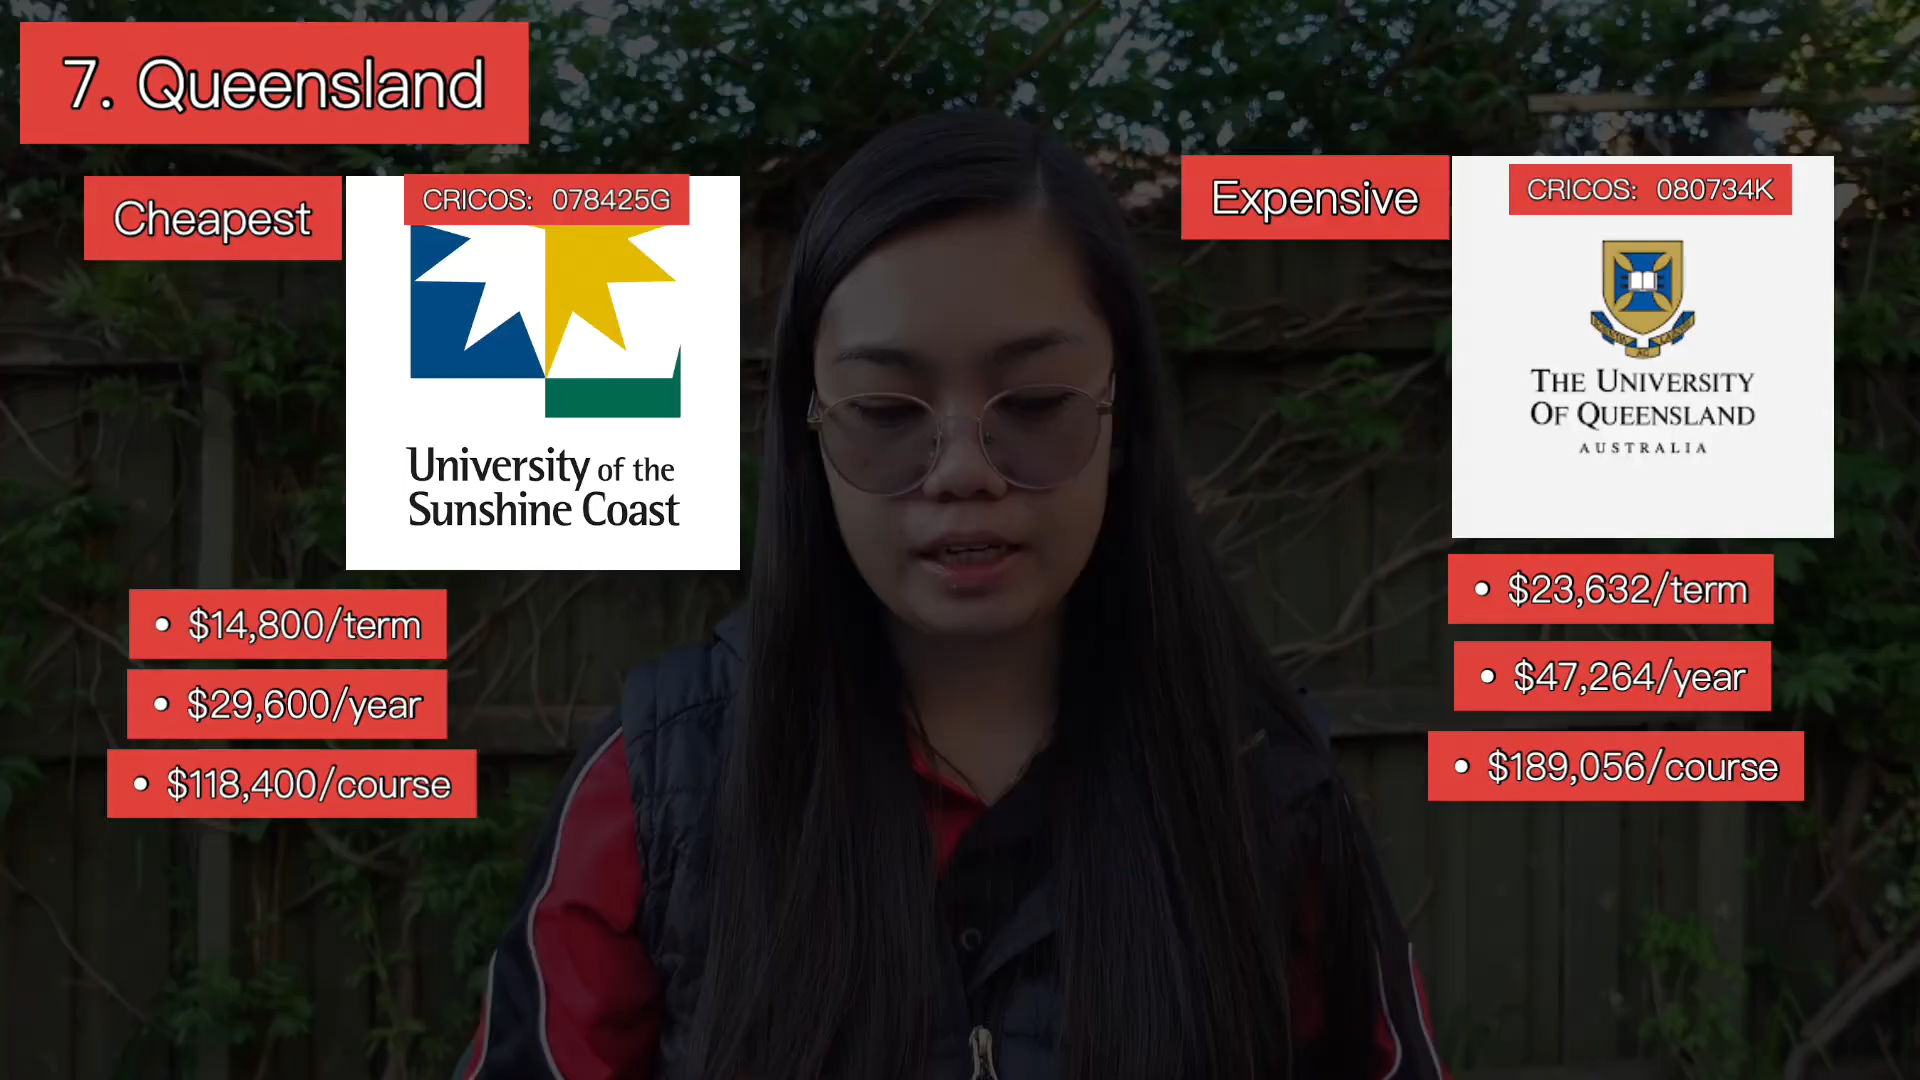 7. Queensland
Cheapest
CRICOS: 078425G
University of the
Sunshine Coast
• $14,800/term
• $29,600/year
• $118,400/course
Expensive
CRICOS: 080734K
THE UNIVERSITY
OF QUEENSLAND
AUSTRALIA
• $23,632/term
• $47,264/year
• $189,056/course